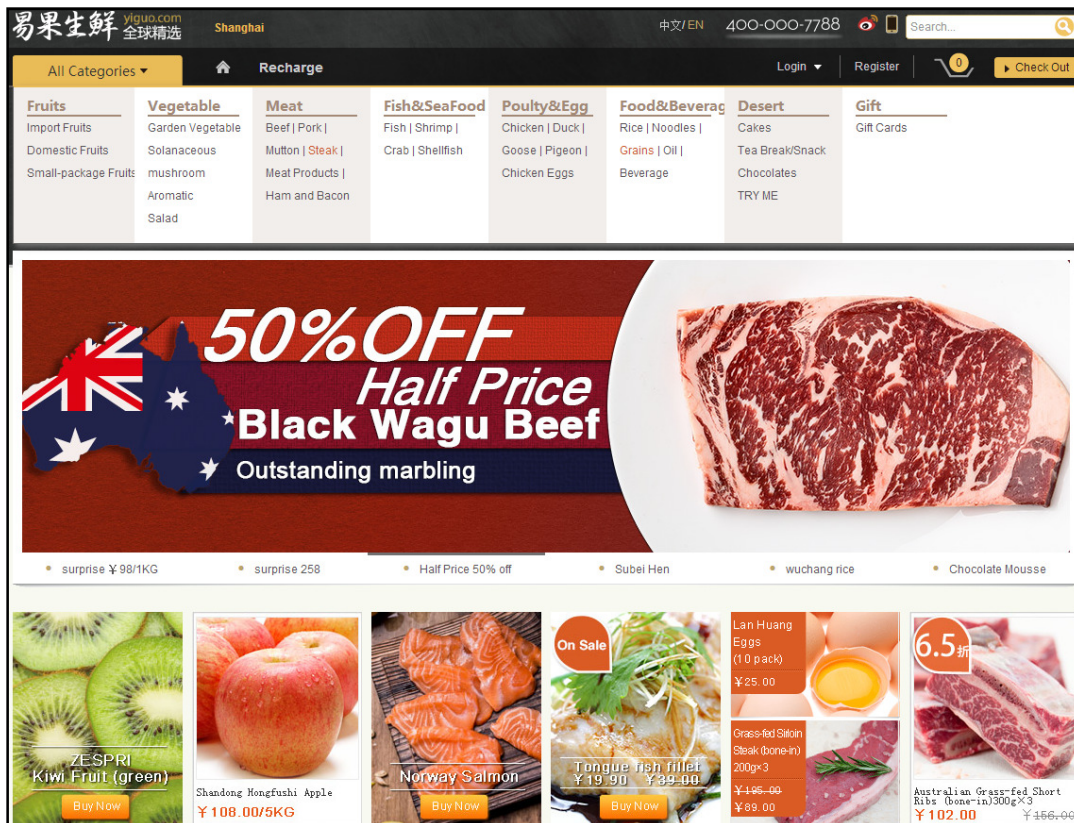 易果生鲜 yiguo.com
全球精选
Shanghai
中文/ EN
400-000-7788
Search...
All Categories
Recharge
Login
Register
0
Check Out
Fruits
Import Fruits
Domestic Fruits
Small-package Fruits
Vegetable
Garden Vegetable
Solanaceous
mushroom
Aromatic
Salad
Meat
Beef | Pork |
Mutton | Steak |
Meat Products |
Ham and Bacon
Fish&SeaFood
Fish | Shrimp |
Crab | Shellfish
Poulty&Egg
Chicken | Duck |
Goose | Pigeon |
Chicken Eggs
Food&Beverag
Rice | Noodles |
Grains | Oil |
Beverage
Desert
Cakes
Tea Break/Snack
Chocolates
TRY ME
Gift
Gift Cards
50%OFF
Half Price
Black Wagu Beef
Outstanding marbling
surprise ¥98/1KG
surprise 258
Half Price 50% off
Subei Hen
wuchang rice
Chocolate Mousse
ZESPRI
Kiwi Fruit (green)
Buy Now
Shandong Hongfushi Apple
¥108.00/5KG
Norway Salmon
Buy Now
On Sale
Tongue fish fillet
¥19.90 ¥39.00
Buy Now
Lan Huang
Eggs
(10 pack)
¥25.00
Grass-fed Sirloin
Steak (bone-in)
200g×3
¥195.00
¥89.00
6.5折
Australian Grass-fed Short
Ribs (bone-in)300g×3
¥102.00 ¥156.00